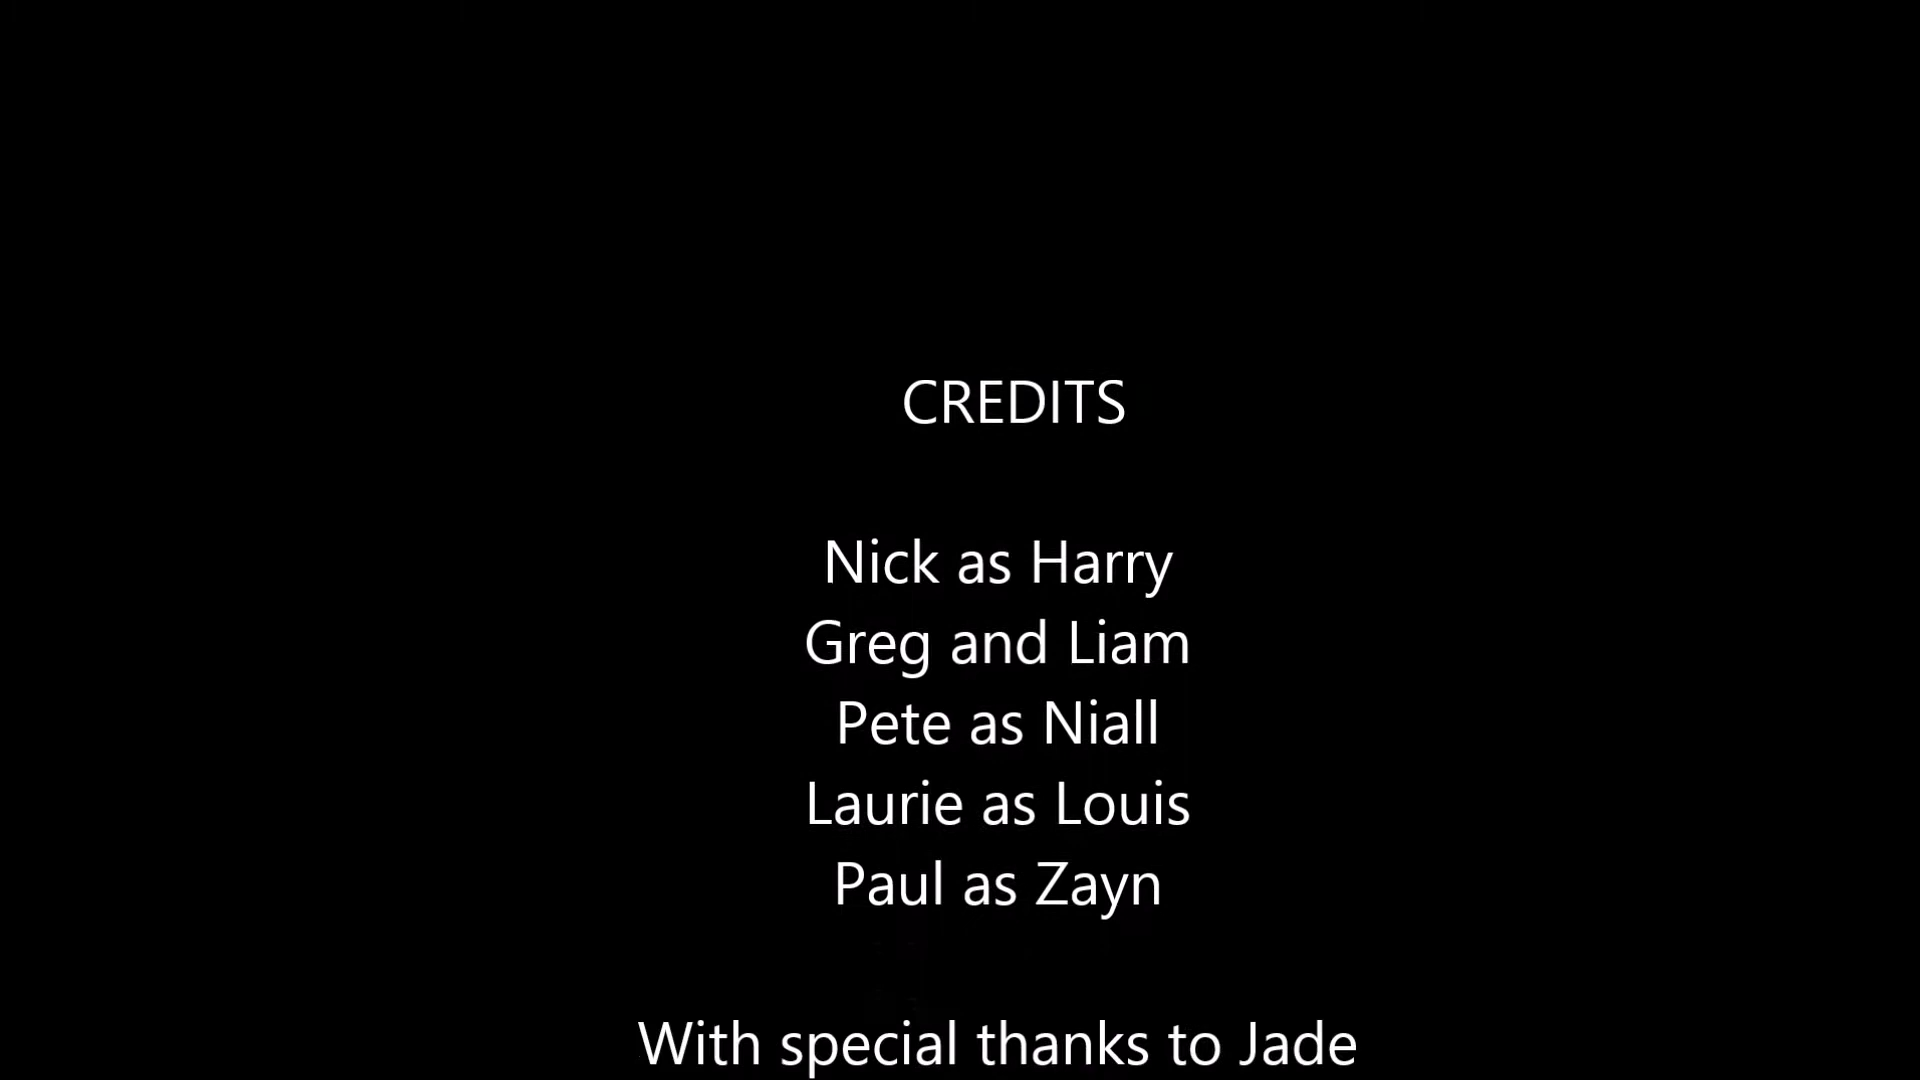 CREDITS
Nick as Harry
Greg and Liam
Pete as Niall
Laurie as Louis
Paul as Zayn
With special thanks to Jade